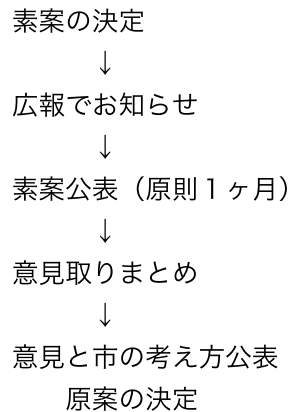 素案の決定
↓
広報でお知らせ
↓
素案公表（原則１ヶ月）
↓
意見取りまとめ
↓
意見と市の考え方公表
原案の決定